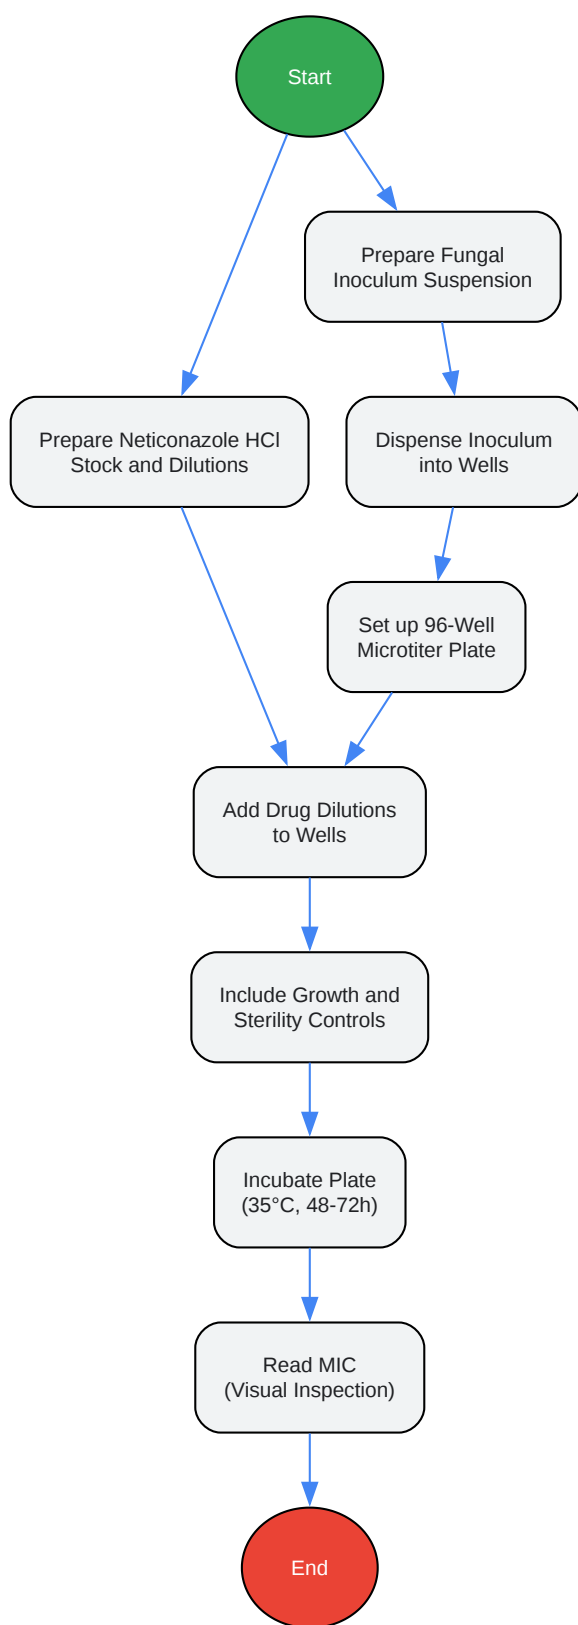 Start
Prepare Fungal
Inoculum Suspension
Prepare Neticonazole HCl
Stock and Dilutions
Dispense Inoculum
into Wells
Set up 96-Well
Microtiter Plate
Add Drug Dilutions
to Wells
Include Growth and
Sterility Controls
Incubate Plate
(35°C, 48-72h)
Read MIC
(Visual Inspection)
End